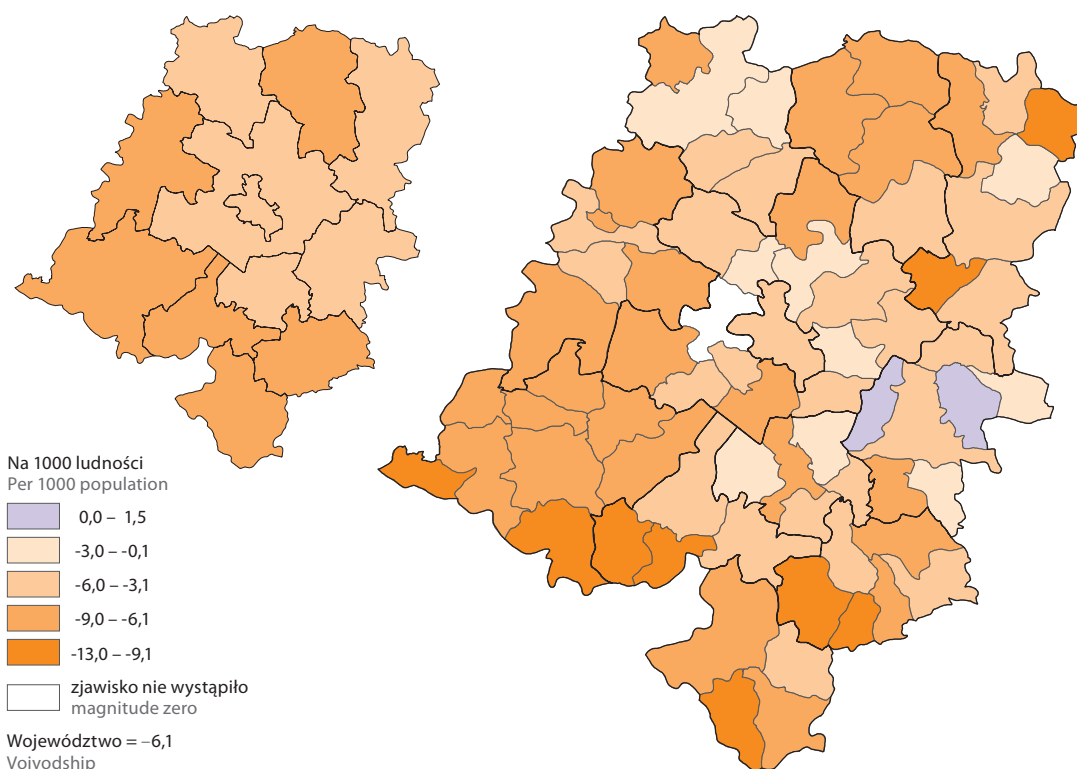 Na 1000 ludności
Per 1000 population
0,0 – 1,5
-3,0 – -0,1
-6,0 – -3,1
-9,0 – -6,1
-13,0 – -9,1
zjawisko nie wystąpiło
magnitude zero
Województwo = –6,1
Voivodship